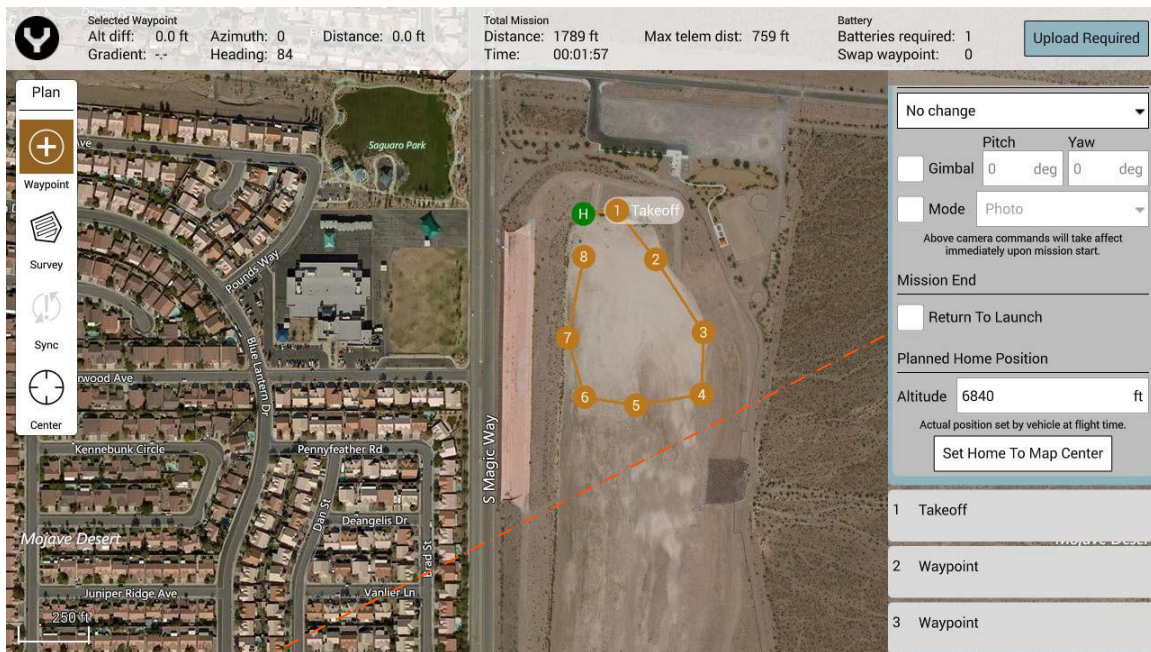 Selected Waypoint
Alt diff: 0.0 ft Azimuth: 0 Distance: 0.0 ft
Gradient: -.- Heading: 84
Total Mission
Distance: 1789 ft Max telem dist: 759 ft
Time: 00:01:57
Battery
Batteries required: 1
Swap waypoint: 0
Upload Required
Plan
Waypoint
Survey
Sync
Center
Ave
Saguaro Park
Pounds Way
Blue Lantern Dr
rwood Ave
Kennebunk Circle
Pennyfeather Rd
Dan St
Deangelis Dr
Brad St
Mojave Desert
Juniper Ridge Ave
Vanlier Ln
250 ft
S Magic Way
H
1 Takeoff
2
3
4
5
6
7
8
No change
Pitch Yaw
Gimbal 0 deg 0 deg
Mode Photo
Above camera commands will take affect
immediately upon mission start.
Mission End
Return To Launch
Planned Home Position
Altitude 6840 ft
Actual position set by vehicle at flight time.
Set Home To Map Center
1 Takeoff
2 Waypoint
3 Waypoint